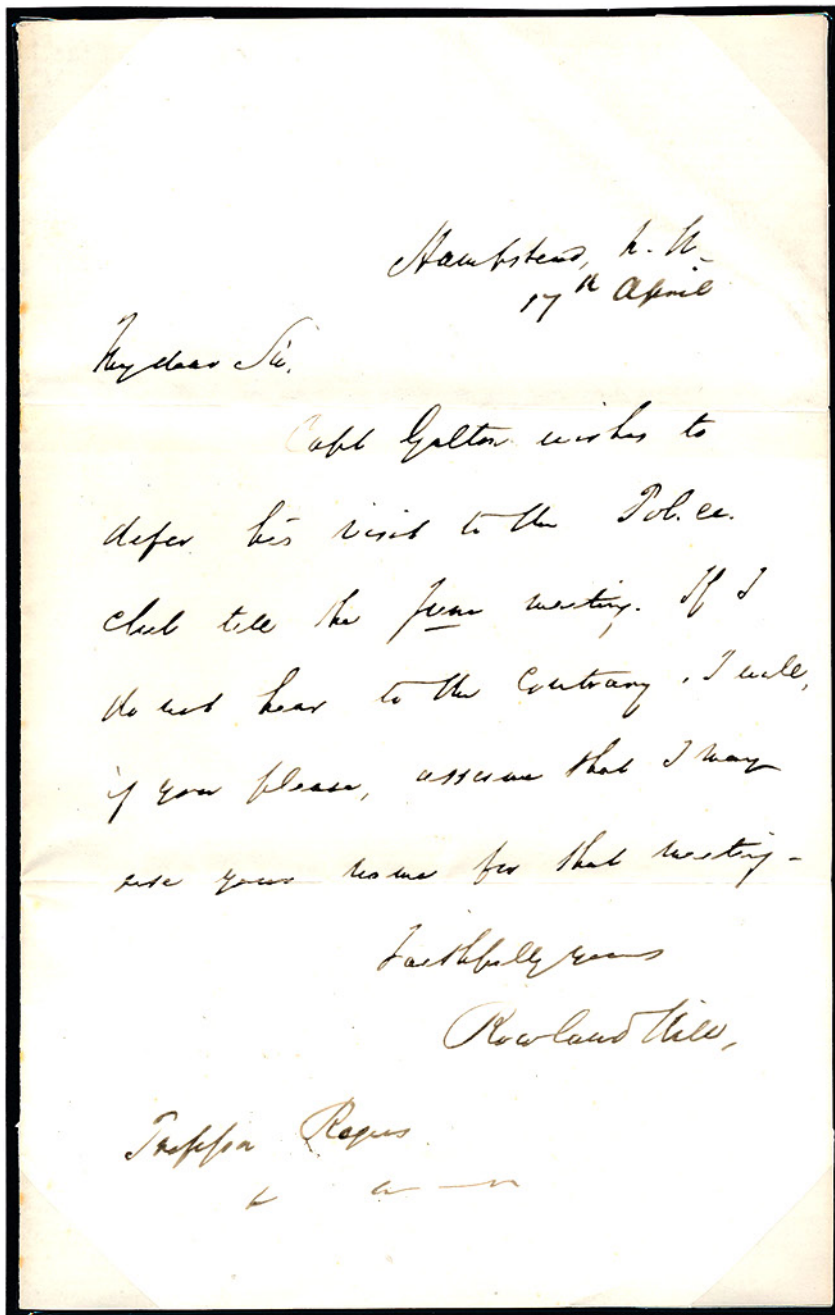 Hampstead, N. W.
17th April
My dear Sir,
Capt Galton wishes to
defer his visit to the Pol. ec.
club till the June meeting. If I
do not hear to the contrary, I will,
if you please, assume that I may
use your name for that meeting -
Faithfully yours
Rowland Hill,
Professor Rogers